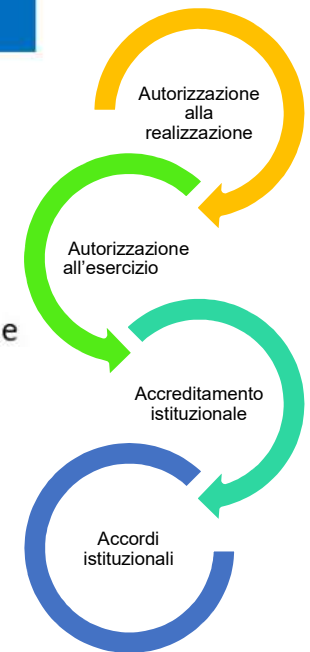 Autorizzazione
alla
realizzazione
Autorizzazione
all'esercizio
e
Accreditamento
istituzionale
Accordi
istituzionali